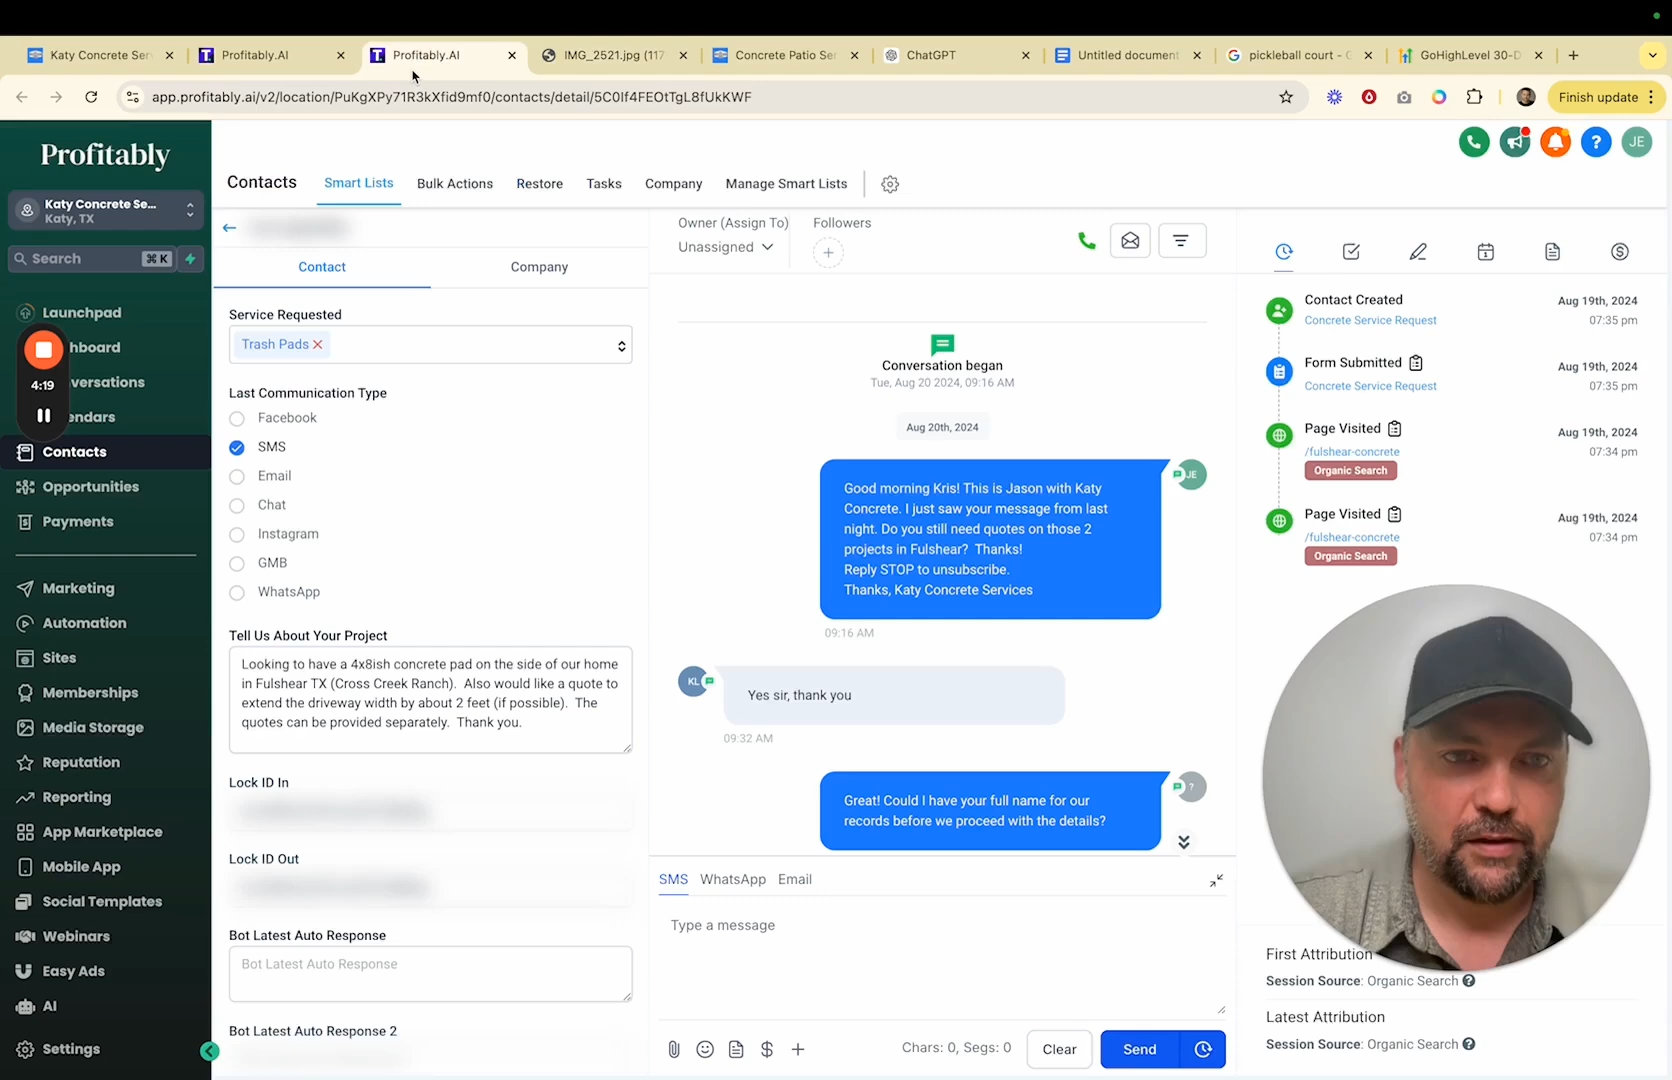 Katy Concrete Ser
Profitably.AI
Profitably.AI
IMG_2521.jpg (117
Concrete Patio Ser
ChatGPT
Untitled document
pickleball court - G
GoHighLevel 30-D
app.profitably.ai/v2/location/PuKgXPy71R3kXfid9mf0/contacts/detail/5C0If4FEOtTgL8fUkKWF
Finish update
Profitably
Katy Concrete Se...
Katy, TX
Search
⌘ K
Launchpad
hboard
versations
endars
4:19
Contacts
Opportunities
Payments
Marketing
Automation
Sites
Memberships
Media Storage
Reputation
Reporting
App Marketplace
Mobile App
Social Templates
Webinars
Easy Ads
AI
Settings
Contacts
Smart Lists
Bulk Actions
Restore
Tasks
Company
Manage Smart Lists
JE
Contact
Company
Service Requested
Trash Pads
Last Communication Type
Facebook
SMS
Email
Chat
Instagram
GMB
WhatsApp
Tell Us About Your Project
Looking to have a 4x8ish concrete pad on the side of our home
in Fulshear TX (Cross Creek Ranch). Also would like a quote to
extend the driveway width by about 2 feet (if possible). The
quotes can be provided separately. Thank you.
Lock ID In
Lock ID Out
Bot Latest Auto Response
Bot Latest Auto Response
Bot Latest Auto Response 2
Owner (Assign To)
Unassigned
Followers
Conversation began
Tue, Aug 20 2024, 09:16 AM
Aug 20th, 2024
Good morning Kris! This is Jason with Katy
Concrete. I just saw your message from last
night. Do you still need quotes on those 2
projects in Fulshear? Thanks!
Reply STOP to unsubscribe.
Thanks, Katy Concrete Services
JE
09:16 AM
KL
Yes sir, thank you
09:32 AM
Great! Could I have your full name for our
records before we proceed with the details?
?
SMS
WhatsApp
Email
Type a message
Chars: 0, Segs: 0
Clear
Send
Contact Created
Aug 19th, 2024
Concrete Service Request
07:35 pm
Form Submitted
Aug 19th, 2024
Concrete Service Request
07:35 pm
Page Visited
Aug 19th, 2024
/fulshear-concrete
07:34 pm
Organic Search
Page Visited
Aug 19th, 2024
/fulshear-concrete
07:34 pm
Organic Search
First Attribution
Session Source: Organic Search
Latest Attribution
Session Source: Organic Search